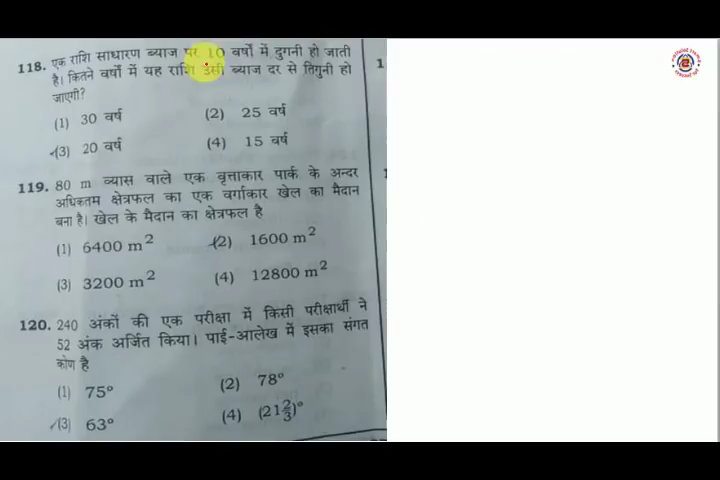 118. एक राशि साधारण ब्याज पर 10 वर्षों में दुगनी हो जाती
है। कितने वर्षों में यह राशि उसी ब्याज दर से तिगुनी हो
जाएगी?
(1) 30 वर्ष (2) 25 वर्ष
(3) 20 वर्ष (4) 15 वर्ष
119. 80 m व्यास वाले एक वृत्ताकार पार्क के अन्दर
अधिकतम क्षेत्रफल का एक वर्गाकार खेल का मैदान
बना है। खेल के मैदान का क्षेत्रफल है
(1) 6400 m² (2) 1600 m²
(3) 3200 m² (4) 12800 m²
120. 240 अंकों की एक परीक्षा में किसी परीक्षार्थी ने
52 अंक अर्जित किया। पाई-आलेख में इसका संगत
कोण है
(1) 75° (2) 78°
(3) 63° (4) (21 2/3)°
1